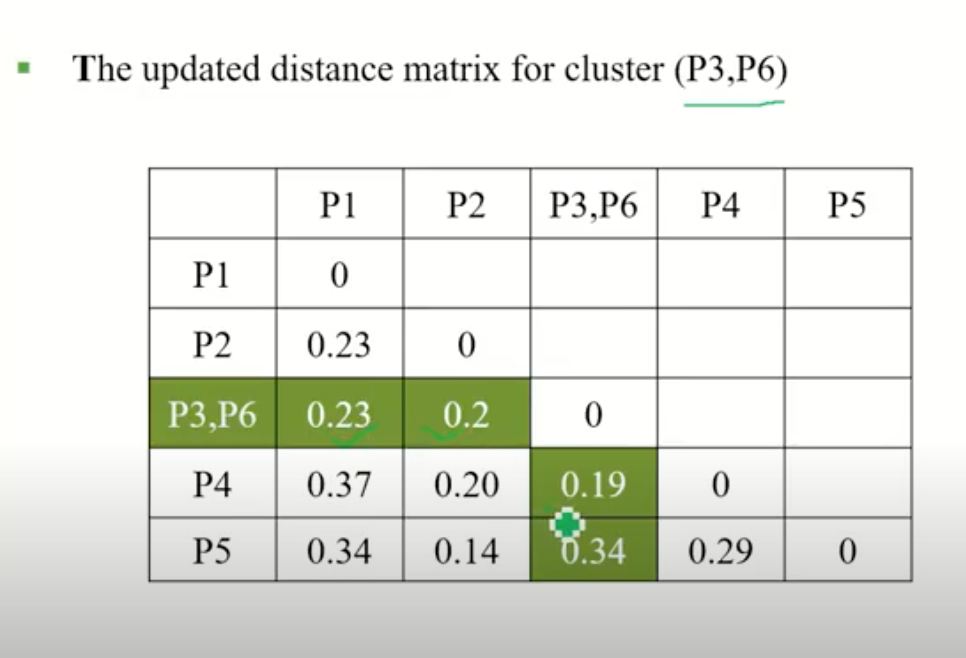 The updated distance matrix for cluster (P3,P6)
P1 P2 P3,P6 P4 P5
P1 0
P2 0.23 0
P3,P6 0.23 0.2 0
P4 0.37 0.20 0.19 0
P5 0.34 0.14 0.34 0.29 0